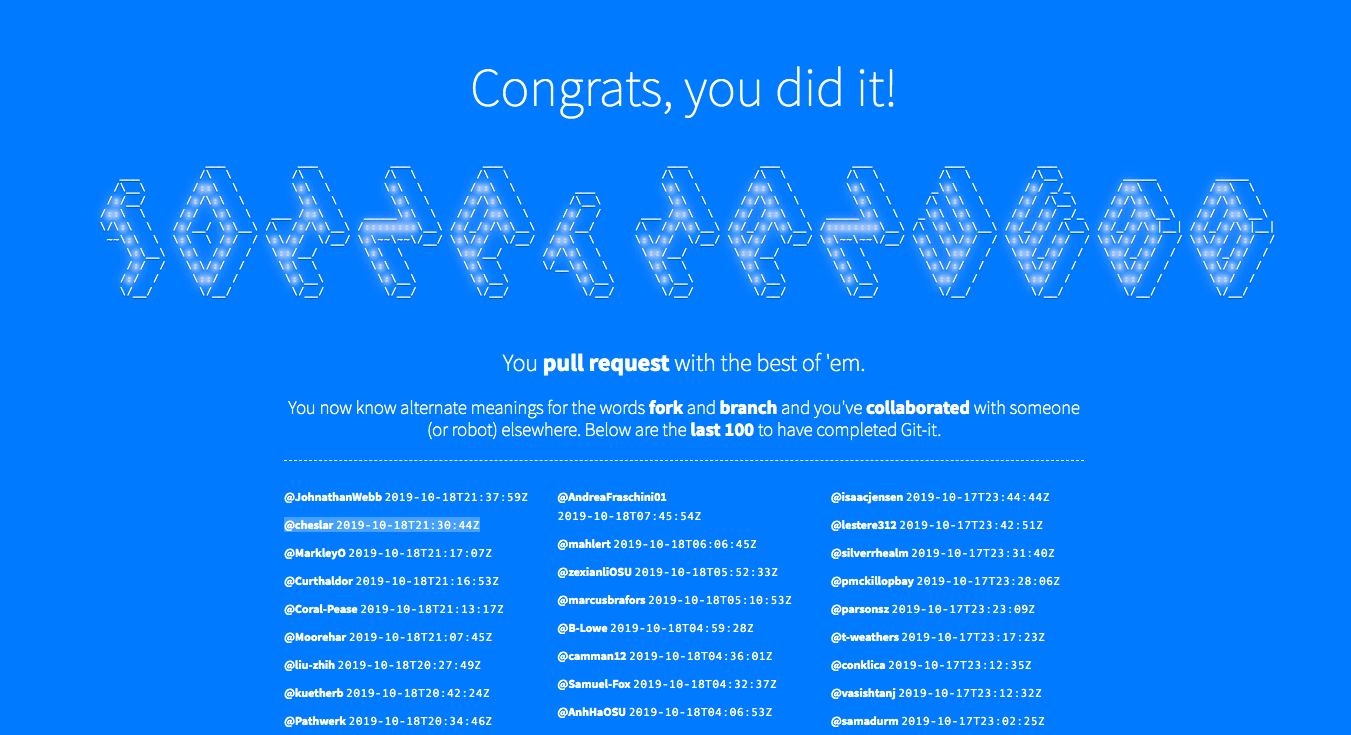 Congrats, you did it!
You pull request with the best of 'em.
You now know alternate meanings for the words fork and branch and you've collaborated with someone
(or robot) elsewhere. Below are the last 100 to have completed Git-it.
@JohnathanWebb 2019-10-18T21:37:59Z
@cheslar 2019-10-18T21:30:44Z
@MarkleyO 2019-10-18T21:17:07Z
@Curthaldor 2019-10-18T21:16:53Z
@Coral-Pease 2019-10-18T21:13:17Z
@Moorehar 2019-10-18T21:07:45Z
@liu-zhih 2019-10-18T20:27:49Z
@kuetherb 2019-10-18T20:42:24Z
@Pathwerk 2019-10-18T20:34:46Z
@AndreaFraschini01
2019-10-18T07:45:54Z
@mahlert 2019-10-18T06:06:45Z
@zexianliOSU 2019-10-18T05:52:33Z
@marcusbrafors 2019-10-18T05:10:53Z
@B-Lowe 2019-10-18T04:59:28Z
@camman12 2019-10-18T04:36:01Z
@Samuel-Fox 2019-10-18T04:32:37Z
@AnhHaOSU 2019-10-18T04:06:53Z
@isaacjensen 2019-10-17T23:44:44Z
@lestere312 2019-10-17T23:42:51Z
@silverrhealm 2019-10-17T23:31:40Z
@pmckillopbay 2019-10-17T23:28:06Z
@parsonsz 2019-10-17T23:23:09Z
@t-weathers 2019-10-17T23:17:23Z
@conklica 2019-10-17T23:12:35Z
@vasishtanj 2019-10-17T23:12:32Z
@samadurm 2019-10-17T23:02:25Z